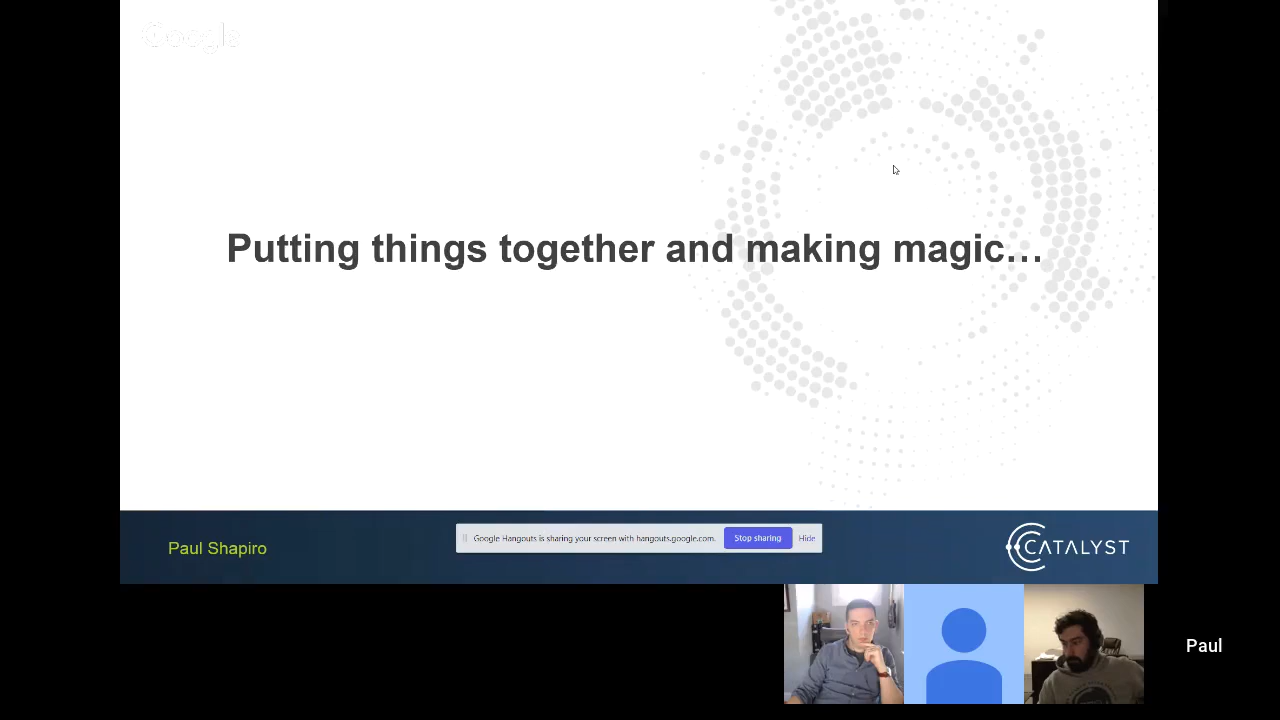 Google
Putting things together and making magic...
Paul Shapiro
Google Hangouts is sharing your screen with hangouts.google.com.
Stop sharing
Hide
CATALYST
Paul